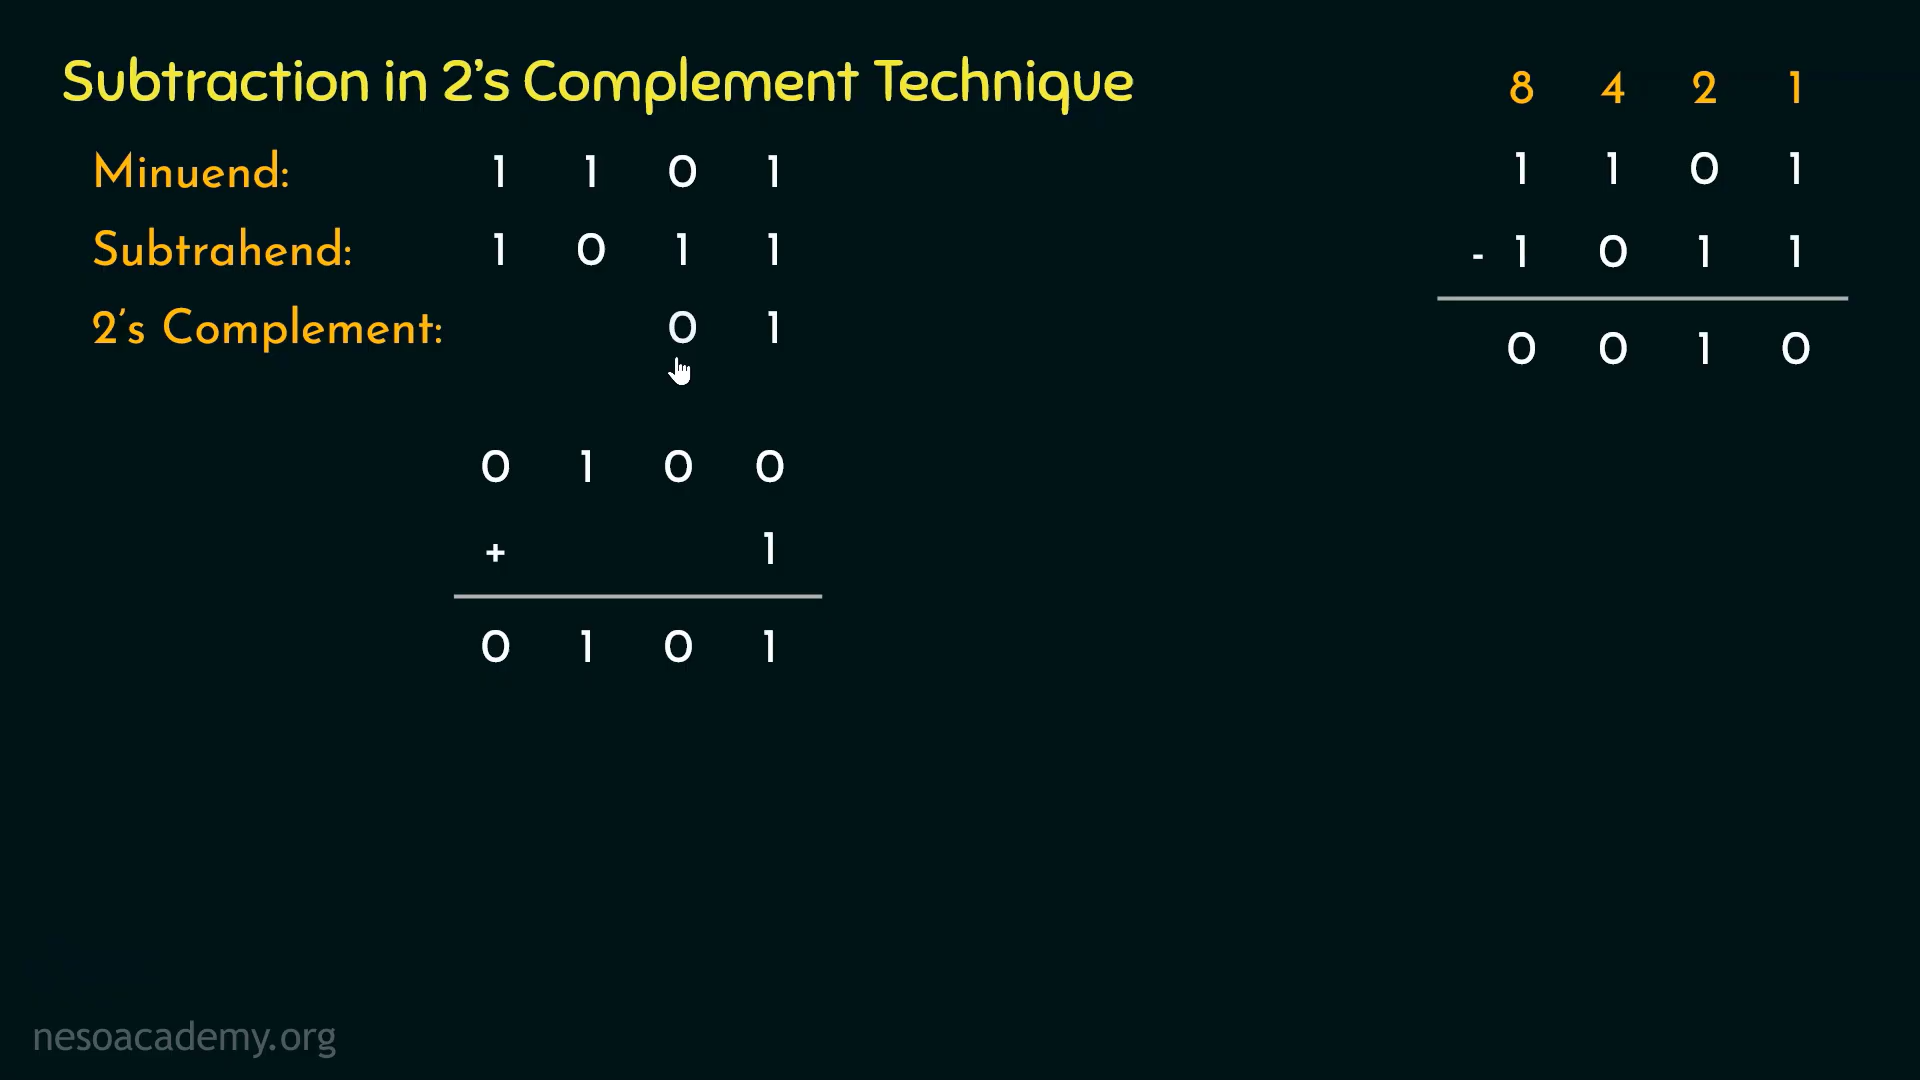 Subtraction in 2's Complement Technique
Minuend: 1 1 0 1
Subtrahend: 1 0 1 1
2's Complement: 0 1
0 1 0 0
+ 1
0 1 0 1
8 4 2 1
1 1 0 1
- 1 0 1 1
0 0 1 0
nesoacademy.org